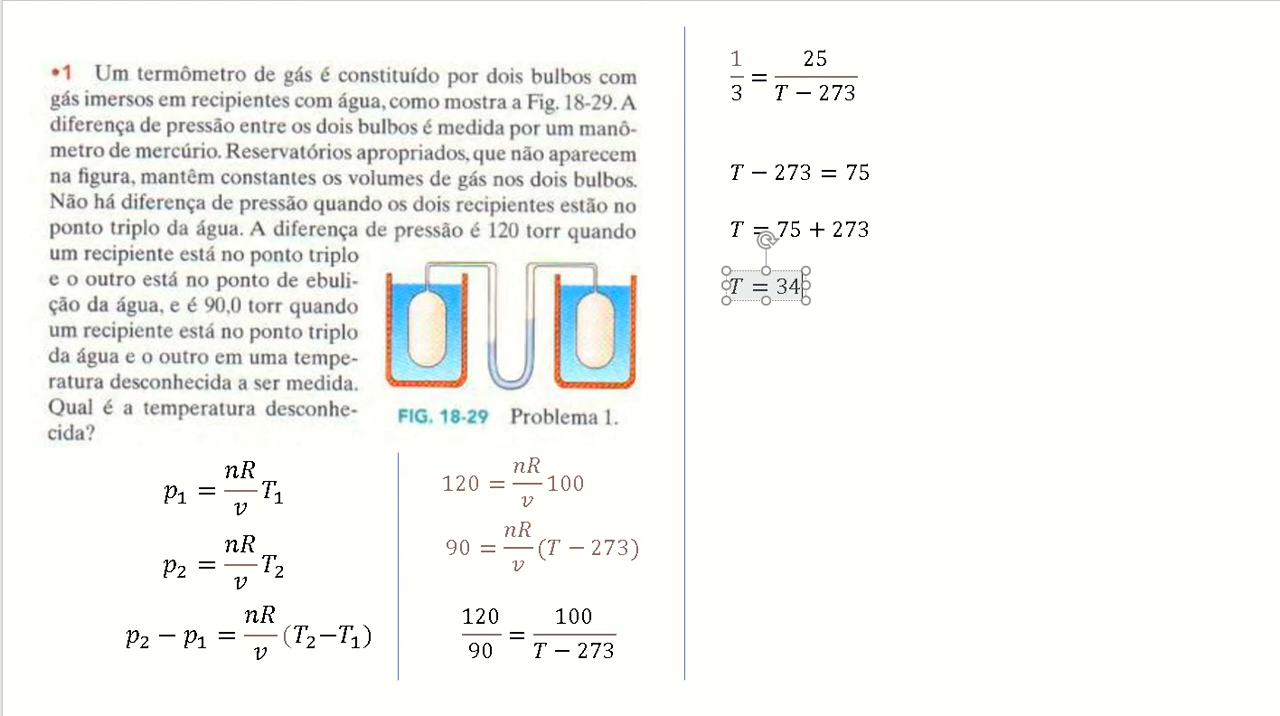 •1 Um termômetro de gás é constituído por dois bulbos com
gás imersos em recipientes com água, como mostra a Fig. 18-29. A
diferença de pressão entre os dois bulbos é medida por um manô-
metro de mercúrio. Reservatórios apropriados, que não aparecem
na figura, mantêm constantes os volumes de gás nos dois bulbos.
Não há diferença de pressão quando os dois recipientes estão no
ponto triplo da água. A diferença de pressão é 120 torr quando
um recipiente está no ponto triplo
e o outro está no ponto de ebuli-
ção da água, e é 90,0 torr quando
um recipiente está no ponto triplo
da água e o outro em uma tempe-
ratura desconhecida a ser medida.
Qual é a temperatura desconhe-
cida?
FIG. 18-29 Problema 1.
p₁ = nR/v T₁
p₂ = nR/v T₂
p₂ − p₁ = nR/v (T₂−T₁)
120 = nR/v 100
90 = nR/v (T − 273)
120/90 = 100/(T − 273)
1/3 = 25/(T − 273)
T − 273 = 75
T = 75 + 273
T = 34